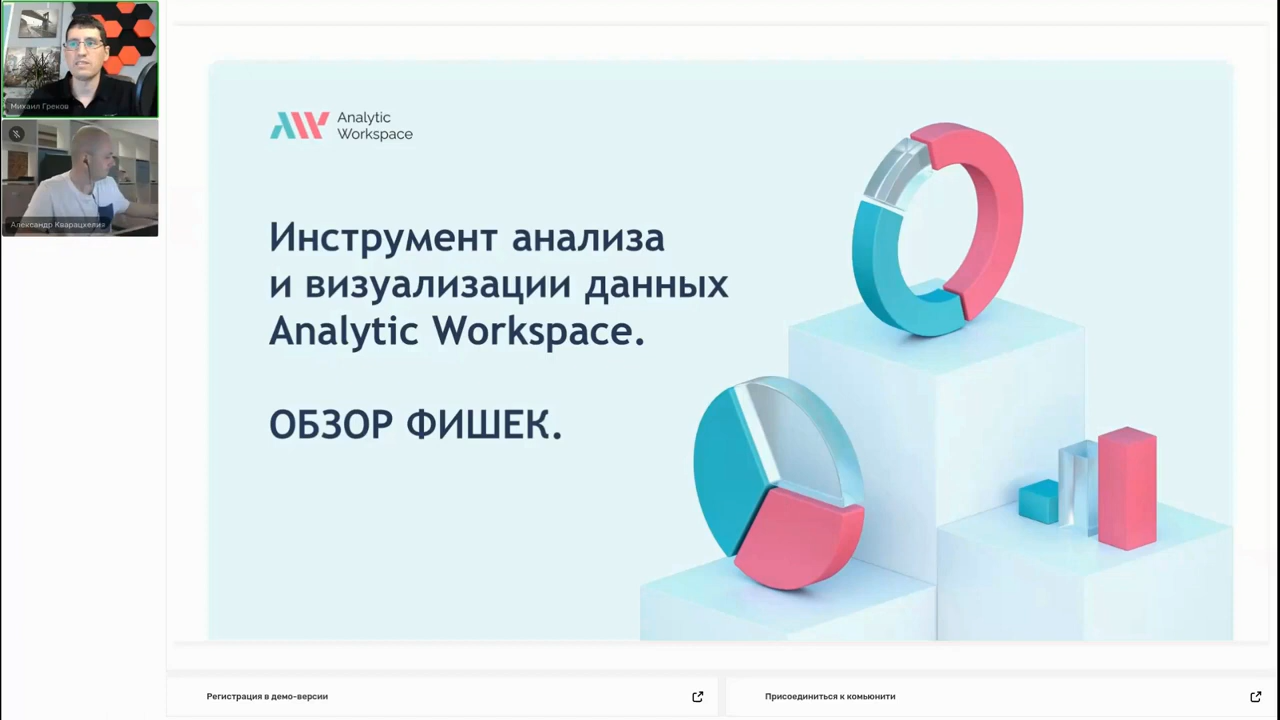 Михаил Греков
Александр Кварацхелия
Analytic
Workspace
Инструмент анализа
и визуализации данных
Analytic Workspace.
ОБЗОР ФИШЕК.
Регистрация в демо-версии
Присоединиться к комьюнити